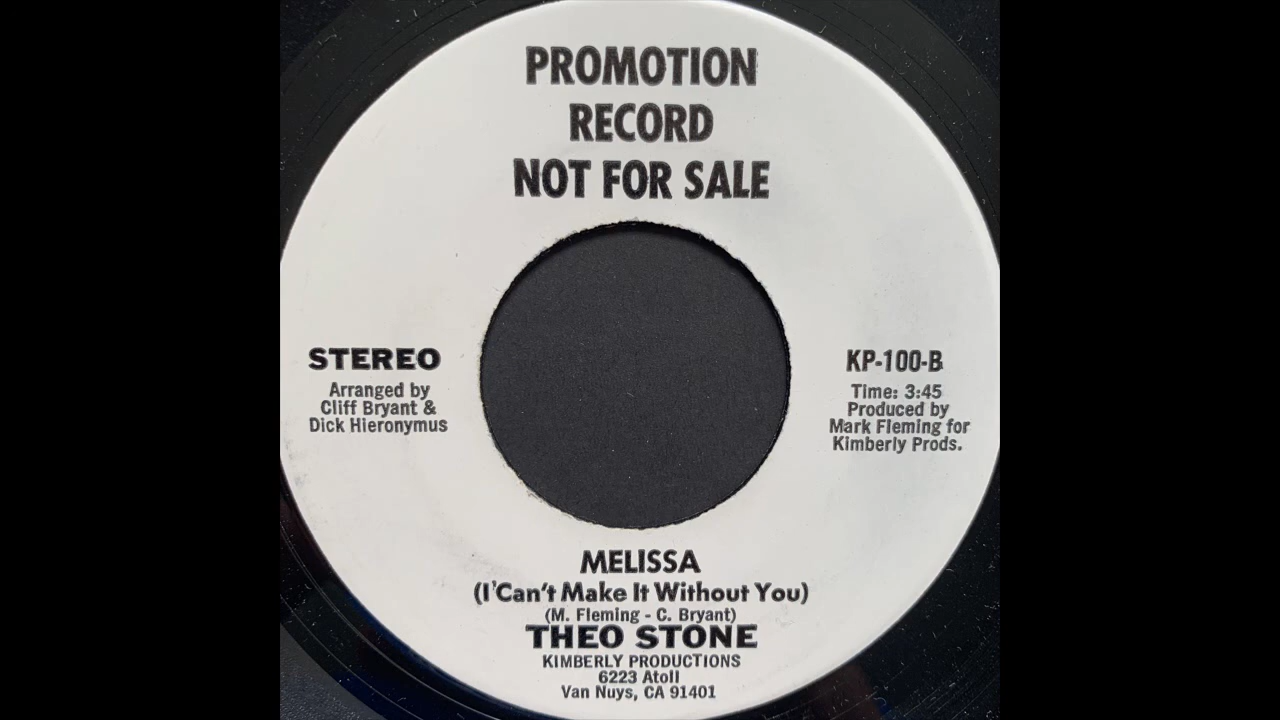 PROMOTION
RECORD
NOT FOR SALE
STEREO
Arranged by
Cliff Bryant &
Dick Hieronymus
KP-100-B
Time: 3:45
Produced by
Mark Fleming for
Kimberly Prods.
MELISSA
(I'Can't Make It Without You)
(M. Fleming - C. Bryant)
THEO STONE
KIMBERLY PRODUCTIONS
6223 Atoll
Van Nuys, CA 91401